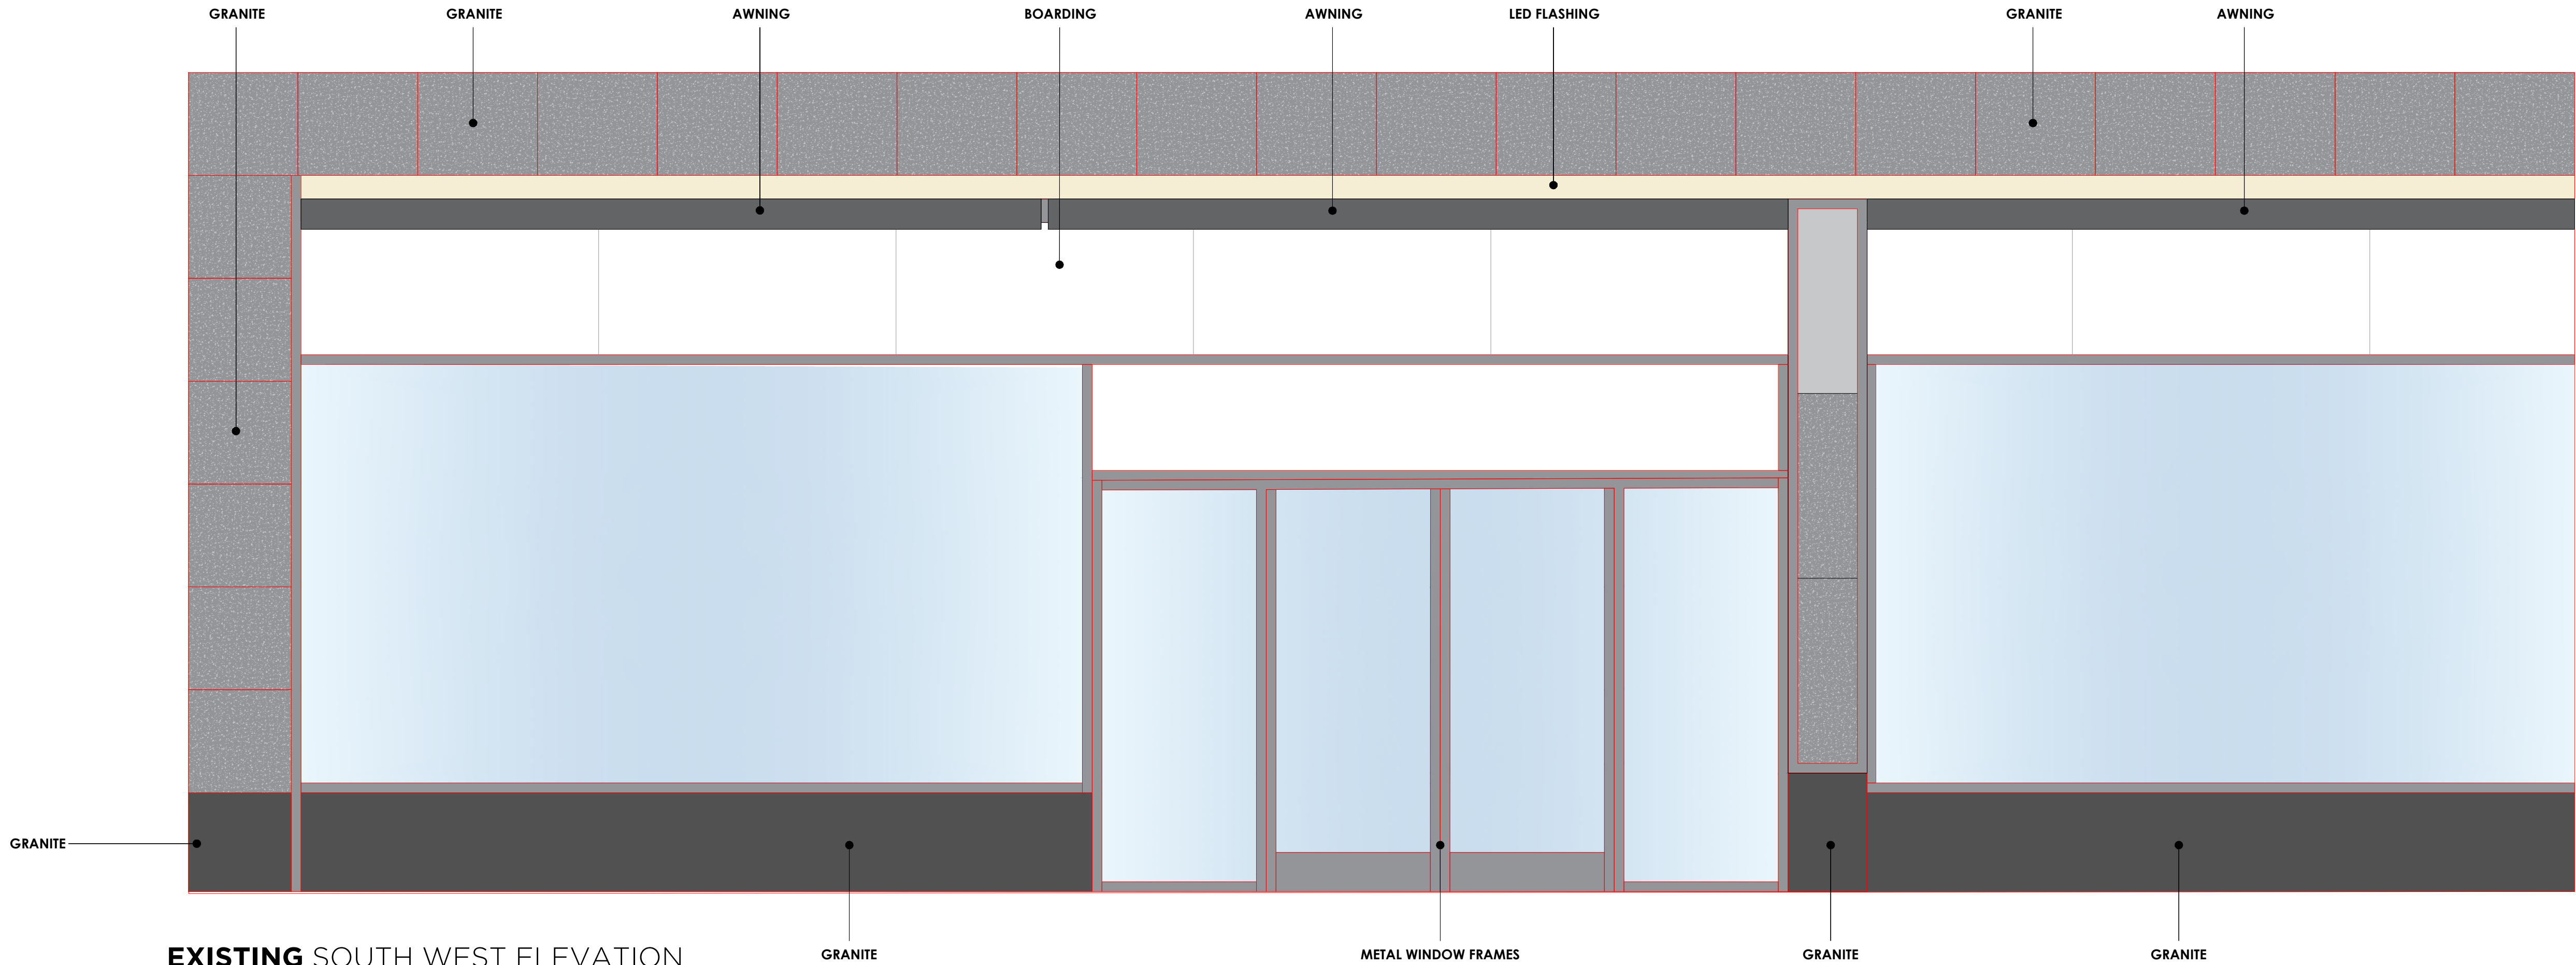 GRANITE GRANITE AWNING BOARDING AWNING LED FLASHING GRANITE AWNING
GRANITE
EXISTING SOUTH WEST ELEVATION
GRANITE METAL WINDOW FRAMES GRANITE GRANITE